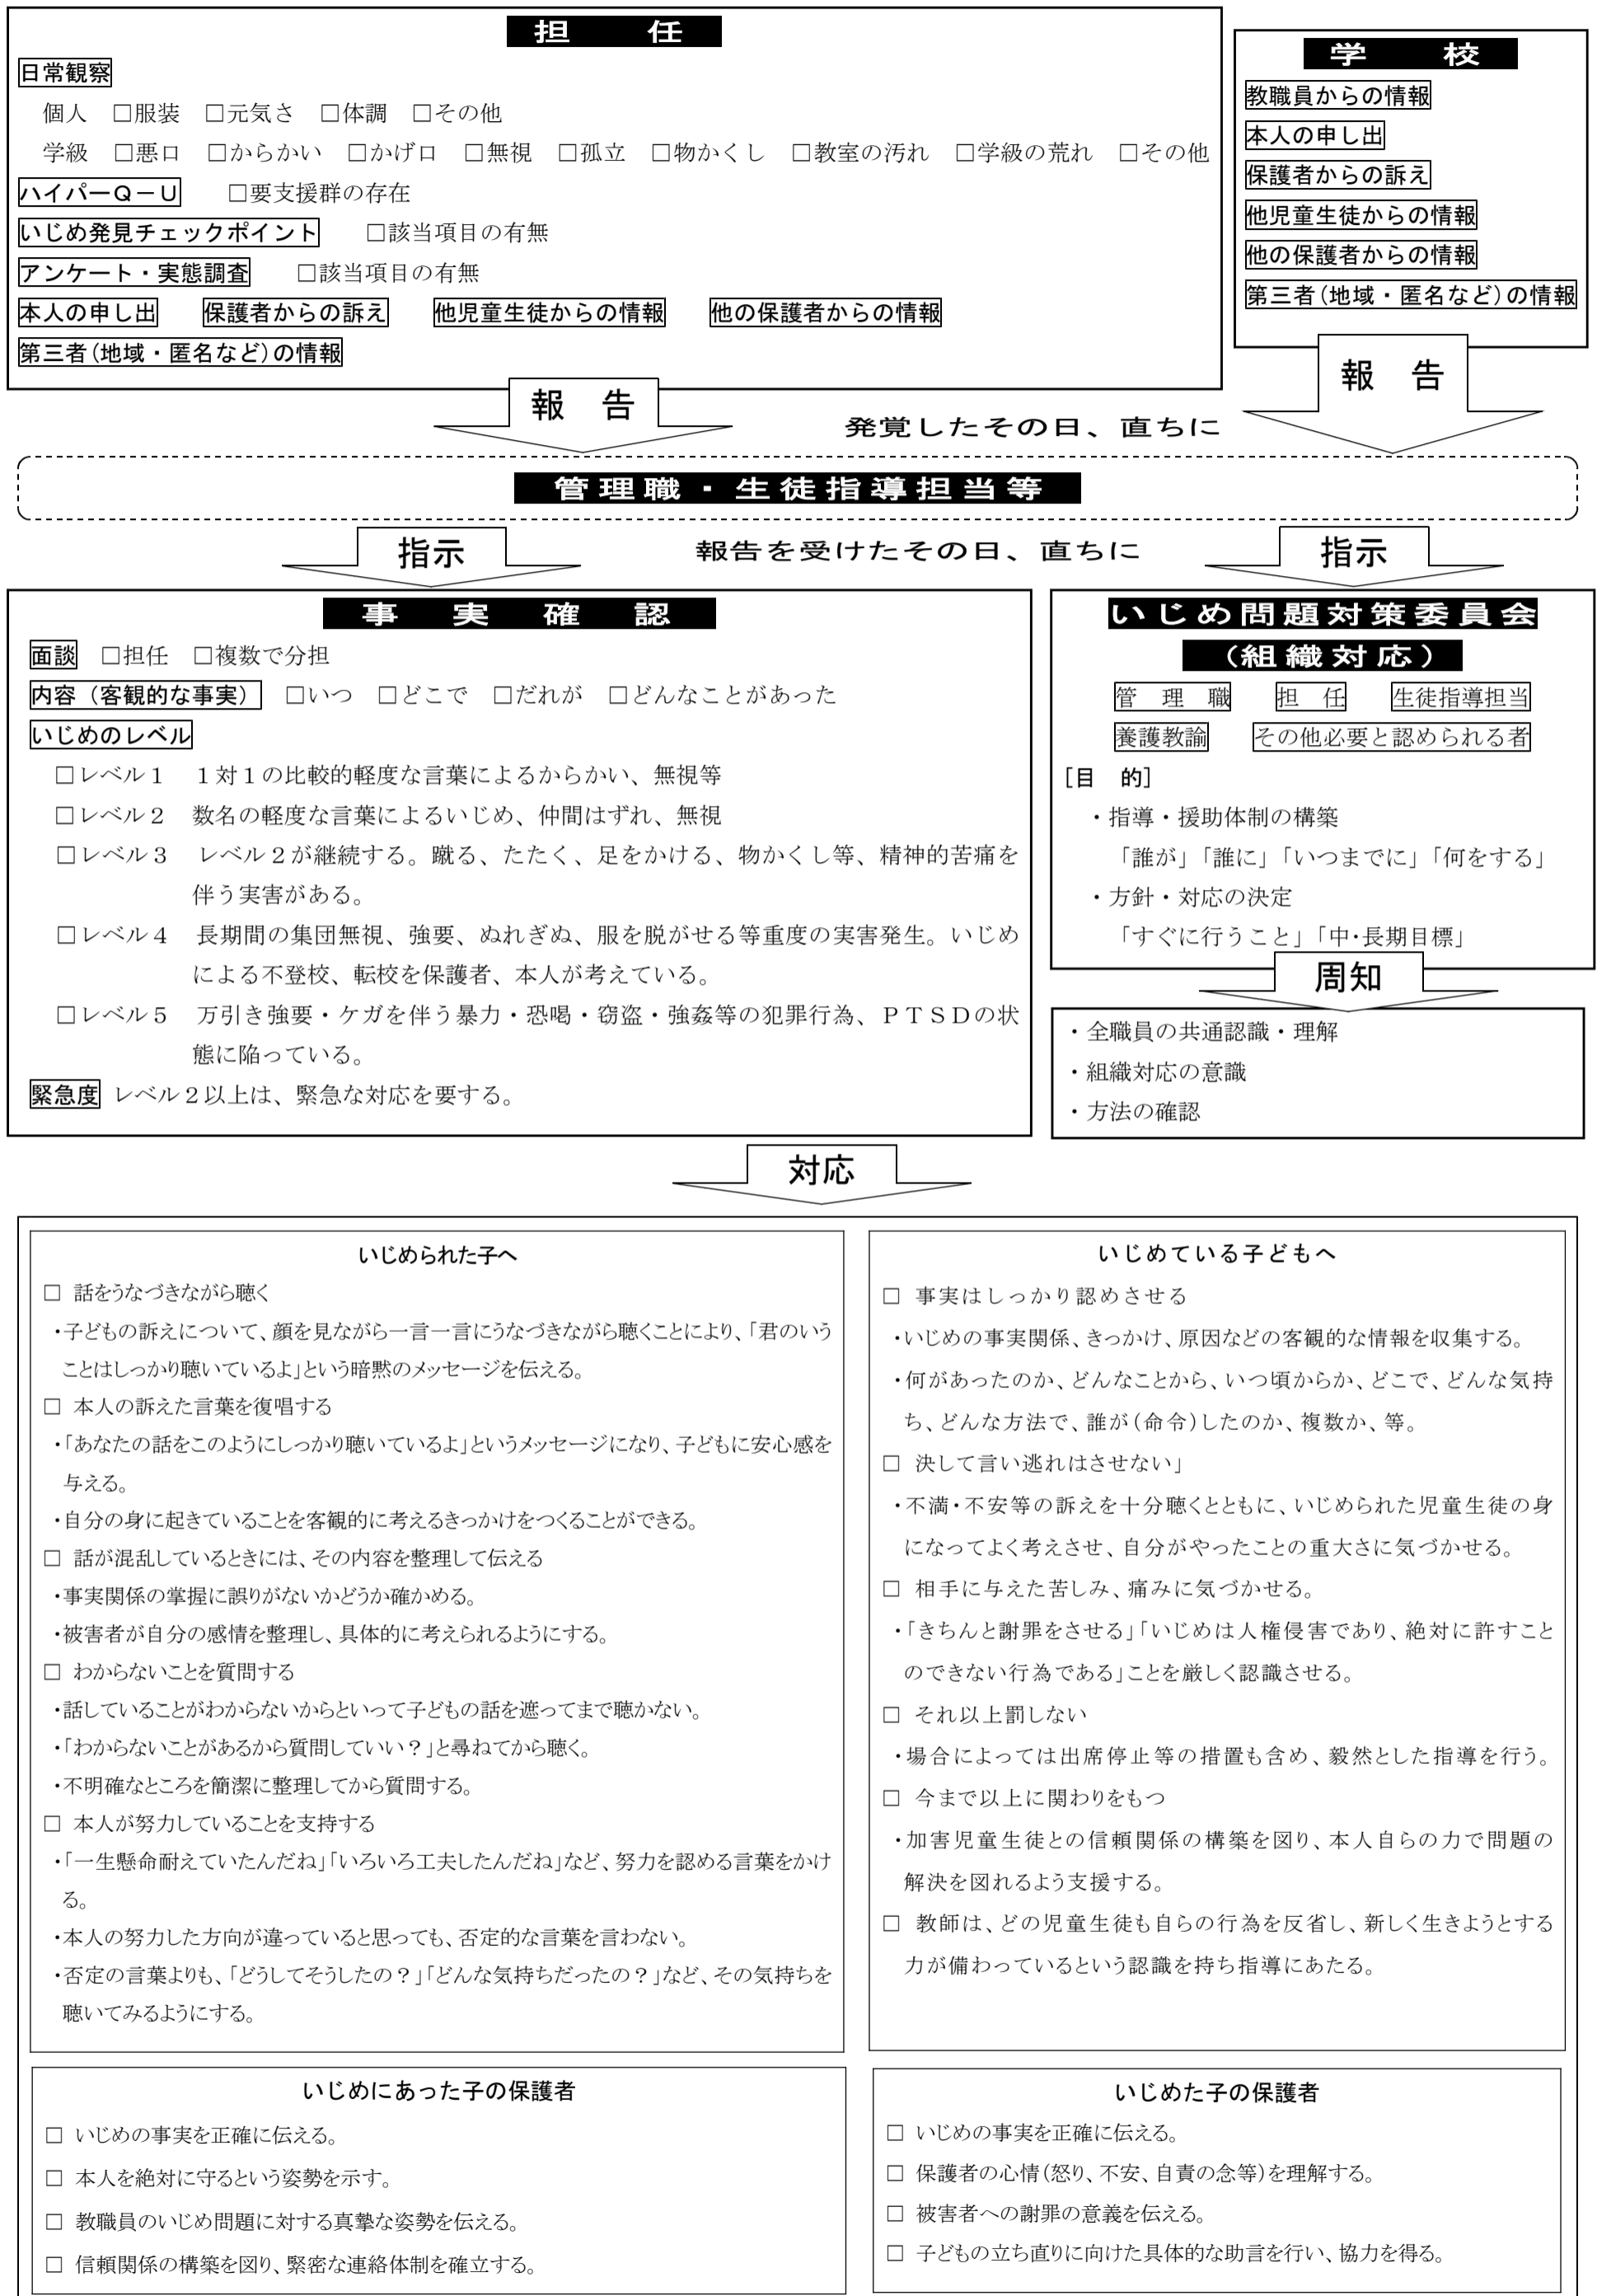 担　任
日常観察
個人　□服装　□元気さ　□体調　□その他
学級　□悪口　□からかい　□かげ口　□無視　□孤立　□物かくし　□教室の汚れ　□学級の荒れ　□その他
ハイパーＱ－Ｕ　　□要支援群の存在
いじめ発見チェックポイント　　□該当項目の有無
アンケート・実態調査　　□該当項目の有無
本人の申し出　　保護者からの訴え　　他児童生徒からの情報　　他の保護者からの情報
第三者(地域・匿名など)の情報
学　校
教職員からの情報
本人の申し出
保護者からの訴え
他児童生徒からの情報
他の保護者からの情報
第三者(地域・匿名など)の情報
報　告
発覚したその日、直ちに
報　告
管理職・生徒指導担当等
指示
報告を受けたその日、直ちに
指示
事　実　確　認
面談　□担任　□複数で分担
内容（客観的な事実）　□いつ　□どこで　□だれが　□どんなことがあった
いじめのレベル
□レベル１　１対１の比較的軽度な言葉によるからかい、無視等
□レベル２　数名の軽度な言葉によるいじめ、仲間はずれ、無視
□レベル３　レベル２が継続する。蹴る、たたく、足をかける、物かくし等、精神的苦痛を
伴う実害がある。
□レベル４　長期間の集団無視、強要、ぬれぎぬ、服を脱がせる等重度の実害発生。いじめ
による不登校、転校を保護者、本人が考えている。
□レベル５　万引き強要・ケガを伴う暴力・恐喝・窃盗・強姦等の犯罪行為、ＰＴＳＤの状
態に陥っている。
緊急度　レベル２以上は、緊急な対応を要する。
いじめ問題対策委員会
（組織対応）
管　理　職　　担　任　　生徒指導担当
養護教諭　　その他必要と認められる者
[目　的]
・指導・援助体制の構築
「誰が」「誰に」「いつまでに」「何をする」
・方針・対応の決定
「すぐに行うこと」「中・長期目標」
周知
・全職員の共通認識・理解
・組織対応の意識
・方法の確認
対応
いじめられた子へ
□ 話をうなづきながら聴く
・子どもの訴えについて、顔を見ながら一言一言にうなづきながら聴くことにより、「君のいう
ことはしっかり聴いているよ」という暗黙のメッセージを伝える。
□ 本人の訴えた言葉を復唱する
・「あなたの話をこのようにしっかり聴いているよ」というメッセージになり、子どもに安心感を
与える。
・自分の身に起きていることを客観的に考えるきっかけをつくることができる。
□ 話が混乱しているときには、その内容を整理して伝える
・事実関係の掌握に誤りがないかどうか確かめる。
・被害者が自分の感情を整理し、具体的に考えられるようにする。
□ わからないことを質問する
・話していることがわからないからといって子どもの話を遮ってまで聴かない。
・「わからないことがあるから質問していい？」と尋ねてから聴く。
・不明確なところを簡潔に整理してから質問する。
□ 本人が努力していることを支持する
・「一生懸命耐えていたんだね」「いろいろ工夫したんだね」など、努力を認める言葉をかけ
る。
・本人の努力した方向が違っていると思っても、否定的な言葉を言わない。
・否定の言葉よりも、「どうしてそうしたの？」「どんな気持ちだったの？」など、その気持ちを
聴いてみるようにする。
いじめている子どもへ
□ 事実はしっかり認めさせる
・いじめの事実関係、きっかけ、原因などの客観的な情報を収集する。
・何があったのか、どんなことから、いつ頃からか、どこで、どんな気持
ち、どんな方法で、誰が(命令)したのか、複数か、等。
□ 決して言い逃れはさせない」
・不満・不安等の訴えを十分聴くとともに、いじめられた児童生徒の身
になってよく考えさせ、自分がやったことの重大さに気づかせる。
□ 相手に与えた苦しみ、痛みに気づかせる。
・「きちんと謝罪をさせる」「いじめは人権侵害であり、絶対に許すこと
のできない行為である」ことを厳しく認識させる。
□ それ以上罰しない
・場合によっては出席停止等の措置も含め、毅然とした指導を行う。
□ 今まで以上に関わりをもつ
・加害児童生徒との信頼関係の構築を図り、本人自らの力で問題の
解決を図れるよう支援する。
□ 教師は、どの児童生徒も自らの行為を反省し、新しく生きようとする
力が備わっているという認識を持ち指導にあたる。
いじめにあった子の保護者
□ いじめの事実を正確に伝える。
□ 本人を絶対に守るという姿勢を示す。
□ 教職員のいじめ問題に対する真摯な姿勢を伝える。
□ 信頼関係の構築を図り、緊密な連絡体制を確立する。
いじめた子の保護者
□ いじめの事実を正確に伝える。
□ 保護者の心情(怒り、不安、自責の念等)を理解する。
□ 被害者への謝罪の意義を伝える。
□ 子どもの立ち直りに向けた具体的な助言を行い、協力を得る。